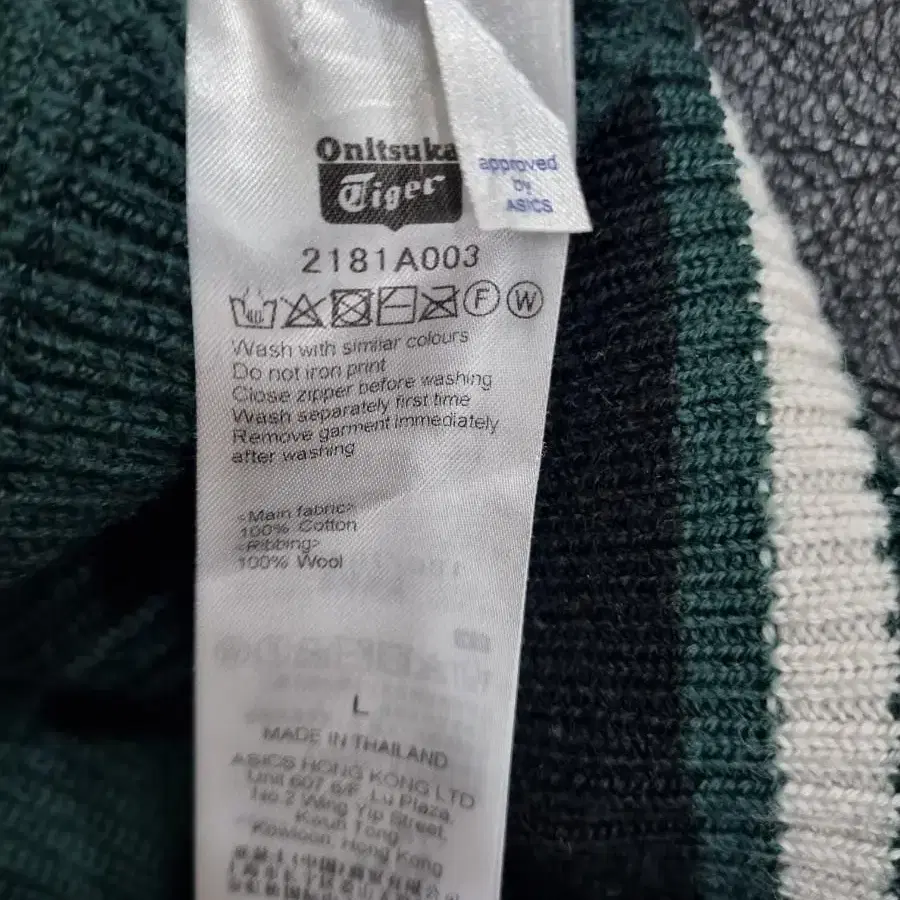 OnItsuka
Tiger
approved
by
ASICS
2181A003
40
F W
Wash with similar colours
Do not iron print
Close zipper before washing
Wash separately first time
Remove garment immediately
after washing
<Main fabric>
100% Cotton
<Ribbing>
100% Wool
L
MADE IN THAILAND
ASICS HONG KONG LTD
Unit 607 6/F, Lu Plaza,
No.2 Wing Yip Street,
Kwun Tong,
Kowloon, Hong Kong